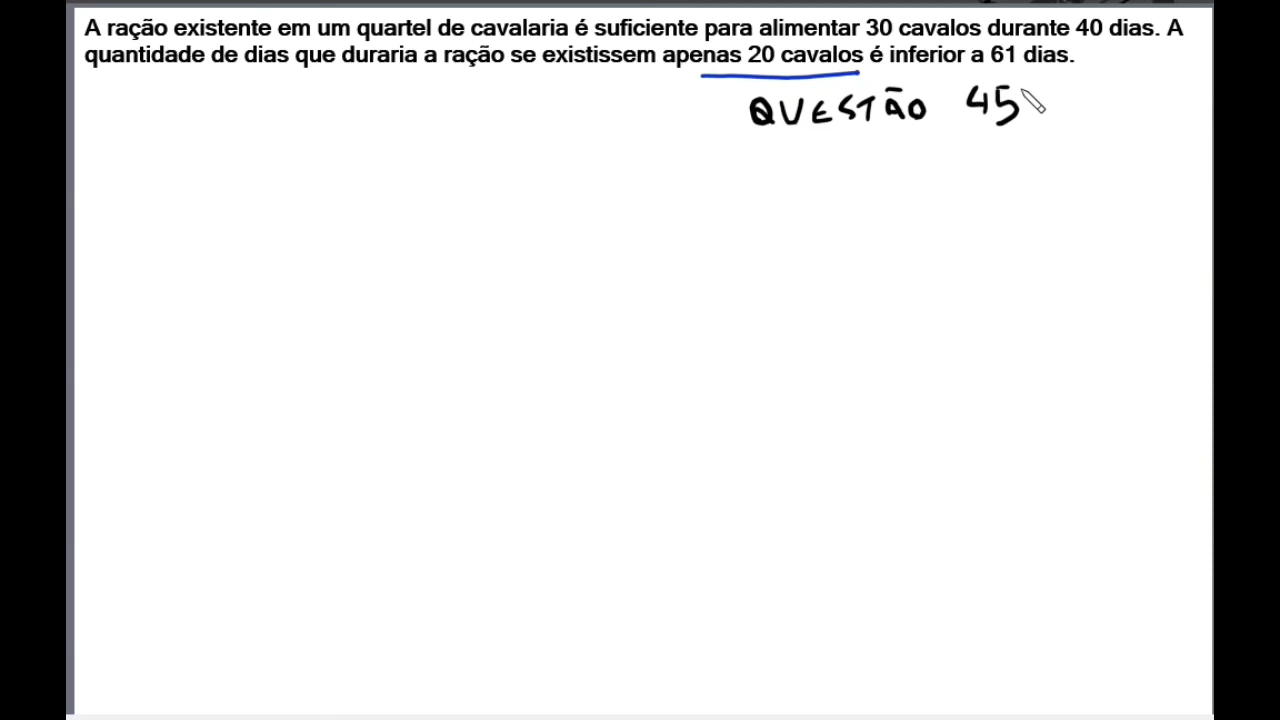 A ração existente em um quartel de cavalaria é suficiente para alimentar 30 cavalos durante 40 dias. A
quantidade de dias que duraria a ração se existissem apenas 20 cavalos é inferior a 61 dias.
QUESTÃO 45